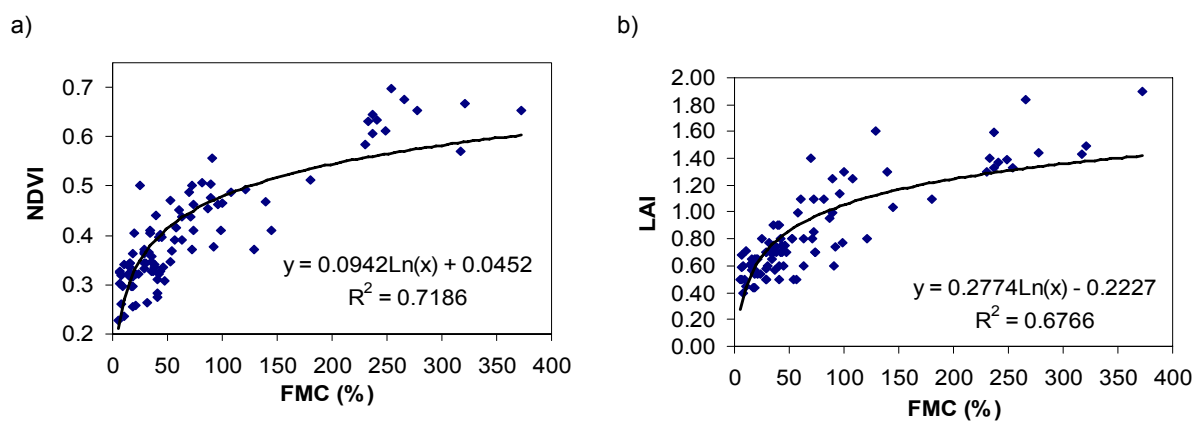 a)
0.7
0.6
0.5
0.4
0.3
0.2
NDVI
0 50 100 150 200 250 300 350 400
FMC (%)
y = 0.0942Ln(x) + 0.0452
R² = 0.7186
b)
2.00
1.80
1.60
1.40
1.20
1.00
0.80
0.60
0.40
0.20
0.00
LAI
0 50 100 150 200 250 300 350 400
FMC (%)
y = 0.2774Ln(x) - 0.2227
R² = 0.6766